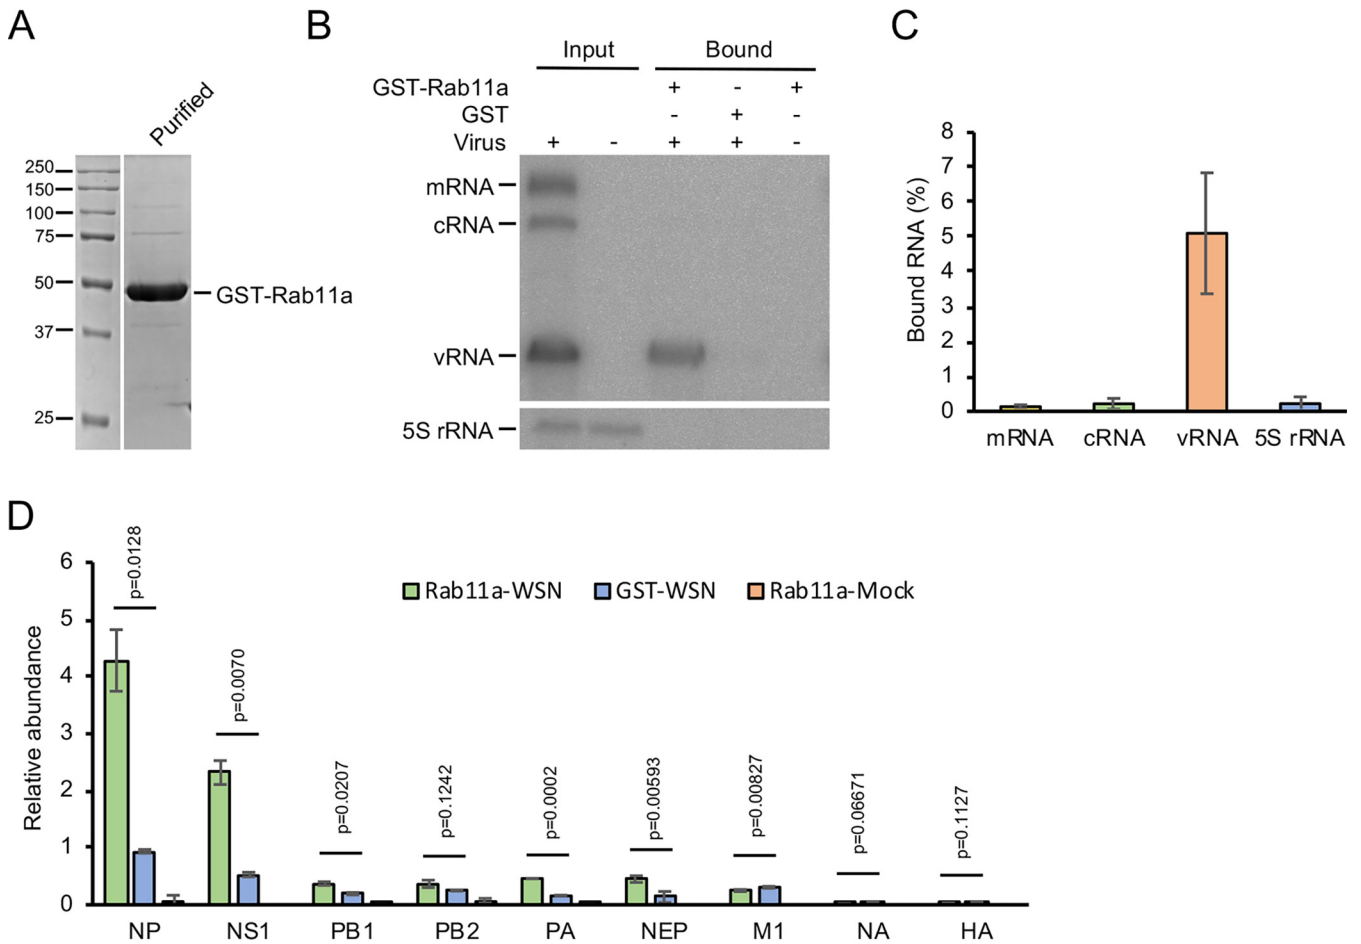 A
Purified
250
150
100
75
50
37
25
GST-Rab11a
B
Input Bound
GST-Rab11a + - +
GST - + -
Virus + - + + -
mRNA
cRNA
vRNA
5S rRNA
C
Bound RNA (%)
8
7
6
5
4
3
2
1
0
mRNA cRNA vRNA 5S rRNA
D
Relative abundance
6
5
4
3
2
1
0
Rab11a-WSN GST-WSN Rab11a-Mock
p=0.0128
p=0.0070
p=0.0207
p=0.1242
p=0.0002
p=0.00593
p=0.00827
p=0.06671
p=0.1127
NP NS1 PB1 PB2 PA NEP M1 NA HA